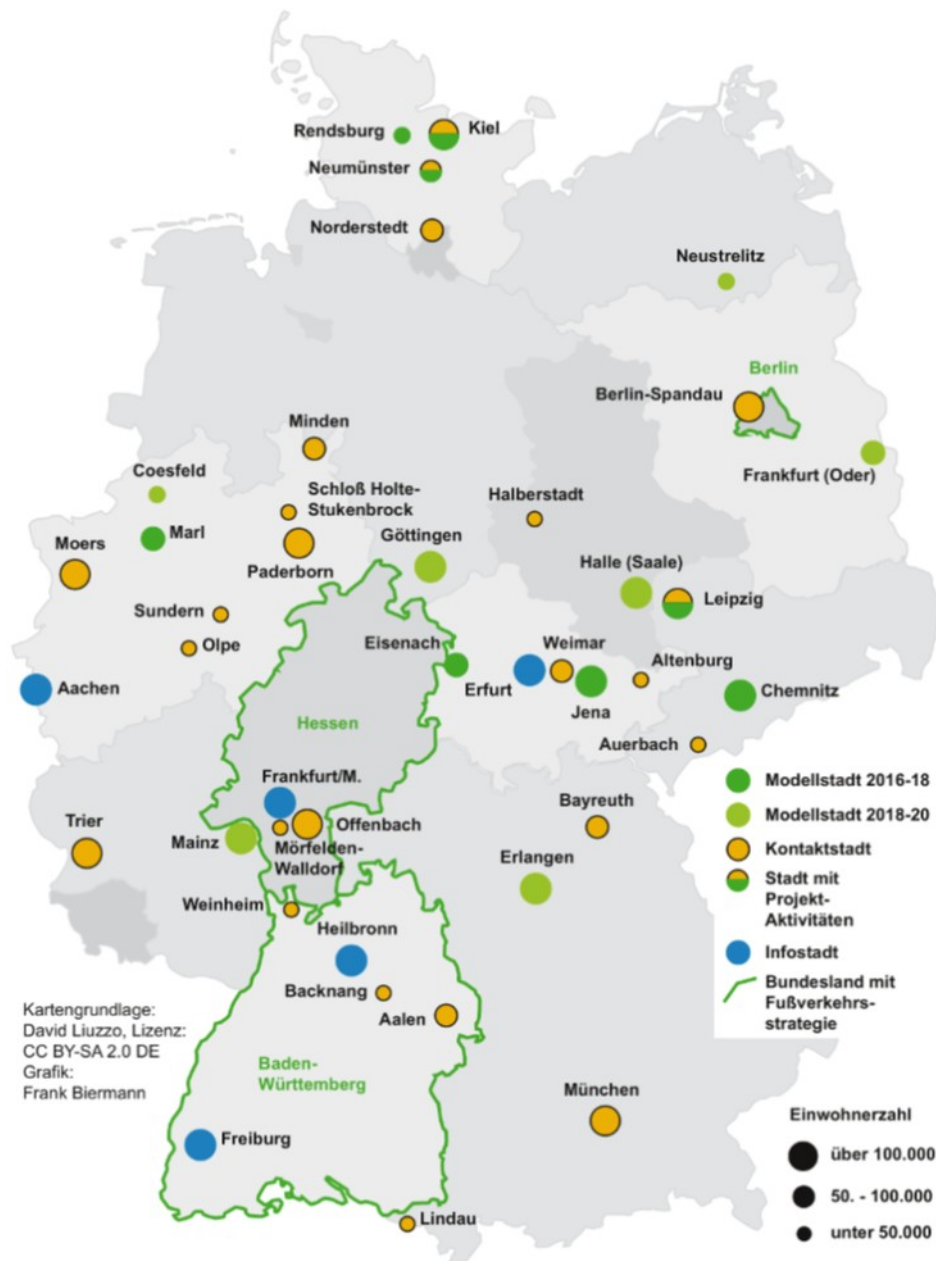 Rendsburg
Kiel
Neumünster
Norderstedt
Neustrelitz
Berlin
Berlin-Spandau
Minden
Frankfurt (Oder)
Coesfeld
Schloß Holte-
Stukenbrock
Halberstadt
Marl
Göttingen
Moers
Paderborn
Halle (Saale)
Leipzig
Sundern
Olpe
Eisenach
Weimar
Altenburg
Aachen
Erfurt
Jena
Chemnitz
Hessen
Auerbach
Frankfurt/M.
Bayreuth
Trier
Offenbach
Mainz
Mörfelden-
Walldorf
Erlangen
Weinheim
Heilbronn
Backnang
Aalen
Baden-
Württemberg
München
Freiburg
Lindau
Modellstadt 2016-18
Modellstadt 2018-20
Kontaktstadt
Stadt mit
Projekt-
Aktivitäten
Infostadt
Bundesland mit
Fußverkehrs-
strategie
Kartengrundlage:
David Liuzzo, Lizenz:
CC BY-SA 2.0 DE
Grafik:
Frank Biermann
Einwohnerzahl
über 100.000
50. - 100.000
unter 50.000